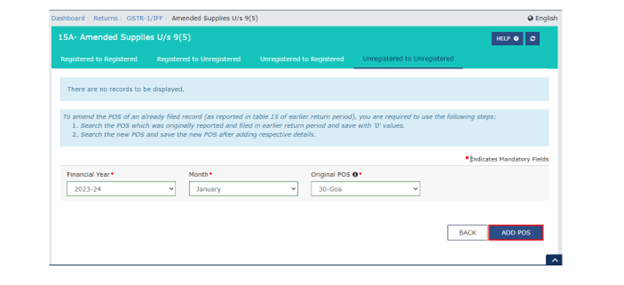 Dashboard › Returns › GSTR-1/IFF › Amended Supplies U/s 9(5)
English
15A- Amended Supplies U/s 9(5)
HELP
Registered to Registered Registered to Unregistered Unregistered to Registered Unregistered to Unregistered
There are no records to be displayed.
To amend the POS of an already filed record (as reported in table 15 of earlier return period), you are required to use the following steps:
1. Search the POS which was originally reported and filed in earlier return period and save with '0' values.
2. Search the new POS and save the new POS after adding respective details.
• Indicates Mandatory Fields
Financial Year• Month• Original POS •
2023-24 January 30-Goa
BACK ADD POS